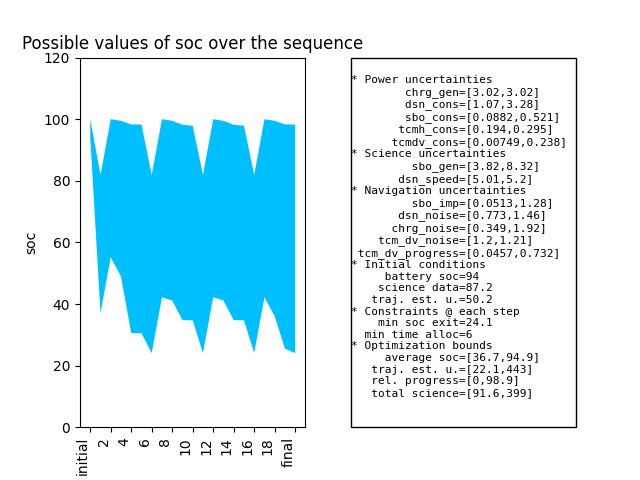 Possible values of soc over the sequence
120
100
80
60
40
20
0
soc
initial
2
4
6
8
10
12
14
16
18
final
* Power uncertainties
chrg_gen=[3.02,3.02]
dsn_cons=[1.07,3.28]
sbo_cons=[0.0882,0.521]
tcmh_cons=[0.194,0.295]
tcmdv_cons=[0.00749,0.238]
* Science uncertainties
sbo_gen=[3.82,8.32]
dsn_speed=[5.01,5.2]
* Navigation uncertainties
sbo_imp=[0.0513,1.28]
dsn_noise=[0.773,1.46]
chrg_noise=[0.349,1.92]
tcm_dv_noise=[1.2,1.21]
tcm_dv_progress=[0.0457,0.732]
* Initial conditions
battery soc=94
science data=87.2
traj. est. u.=50.2
* Constraints @ each step
min soc exit=24.1
min time alloc=6
* Optimization bounds
average soc=[36.7,94.9]
traj. est. u.=[22.1,443]
rel. progress=[0,98.9]
total science=[91.6,399]